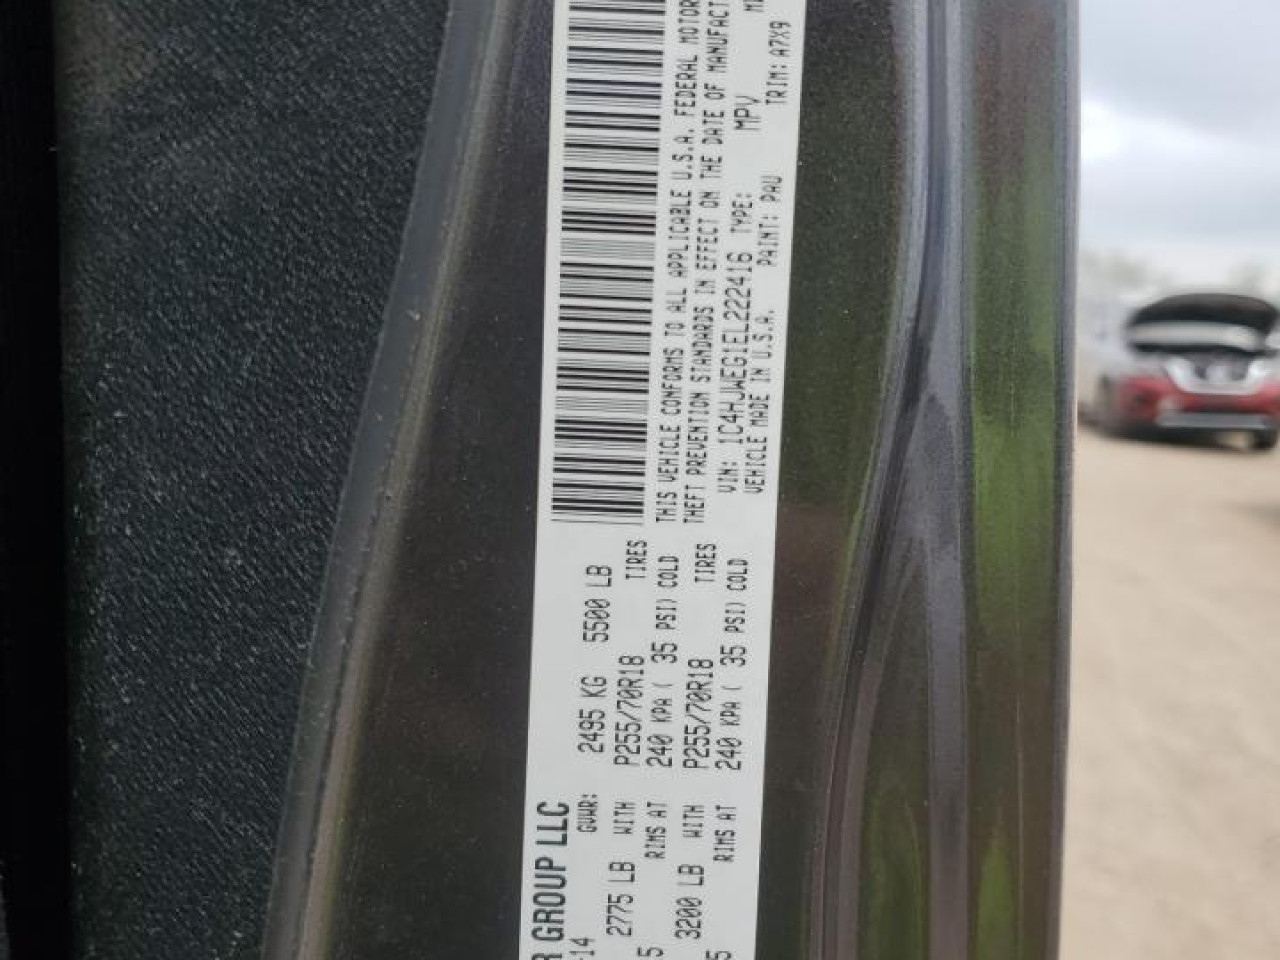 R GROUP LLC
-14 GVWR: 2495 KG 5500 LB
2775 LB WITH P255/70R18 TIRES
5 RIMS AT 240 KPA ( 35 PSI) COLD
3200 LB WITH P255/70R18 TIRES
5 RIMS AT 240 KPA ( 35 PSI) COLD
THIS VEHICLE CONFORMS TO ALL APPLICABLE U.S.A. FEDERAL MOTOR
THEFT PREVENTION STANDARDS IN EFFECT ON THE DATE OF MANUFACT
VIN: 1C4HJWEG1EL222416 TYPE: MPV
VEHICLE MADE IN U.S.A. PAINT: PAU TRIM: A7X9